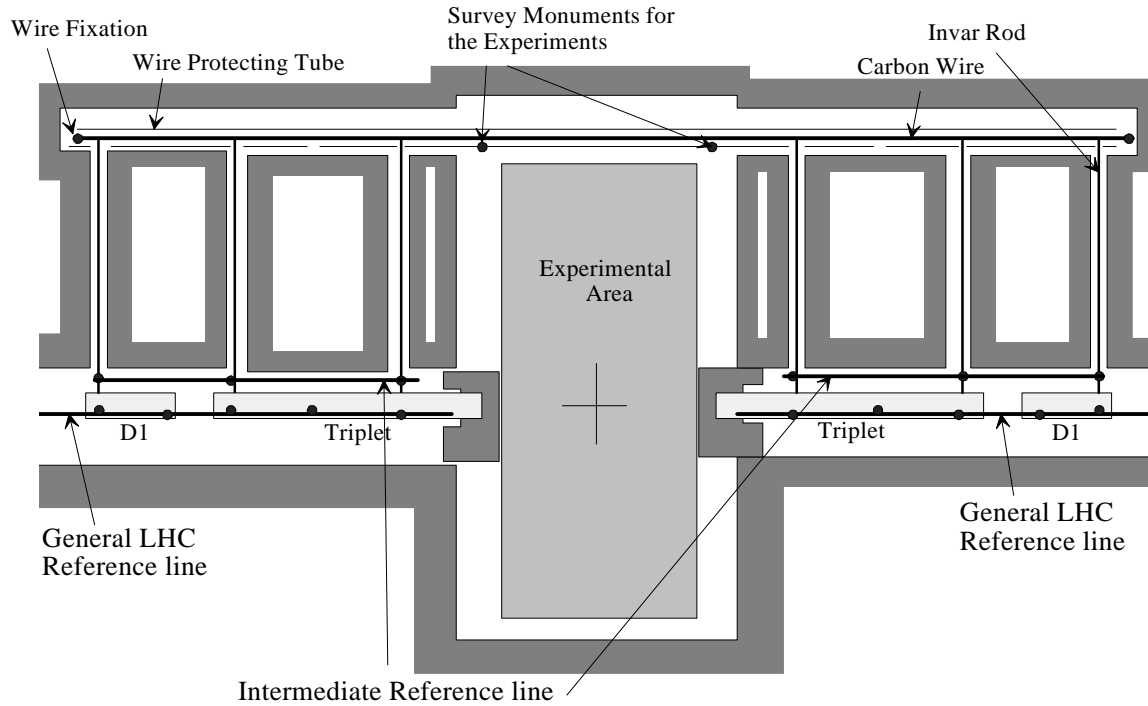 Wire Fixation
Wire Protecting Tube
Survey Monuments for
the Experiments
Invar Rod
Carbon Wire
Experimental
Area
D1
Triplet
Triplet
D1
General LHC
Reference line
General LHC
Reference line
Intermediate Reference line